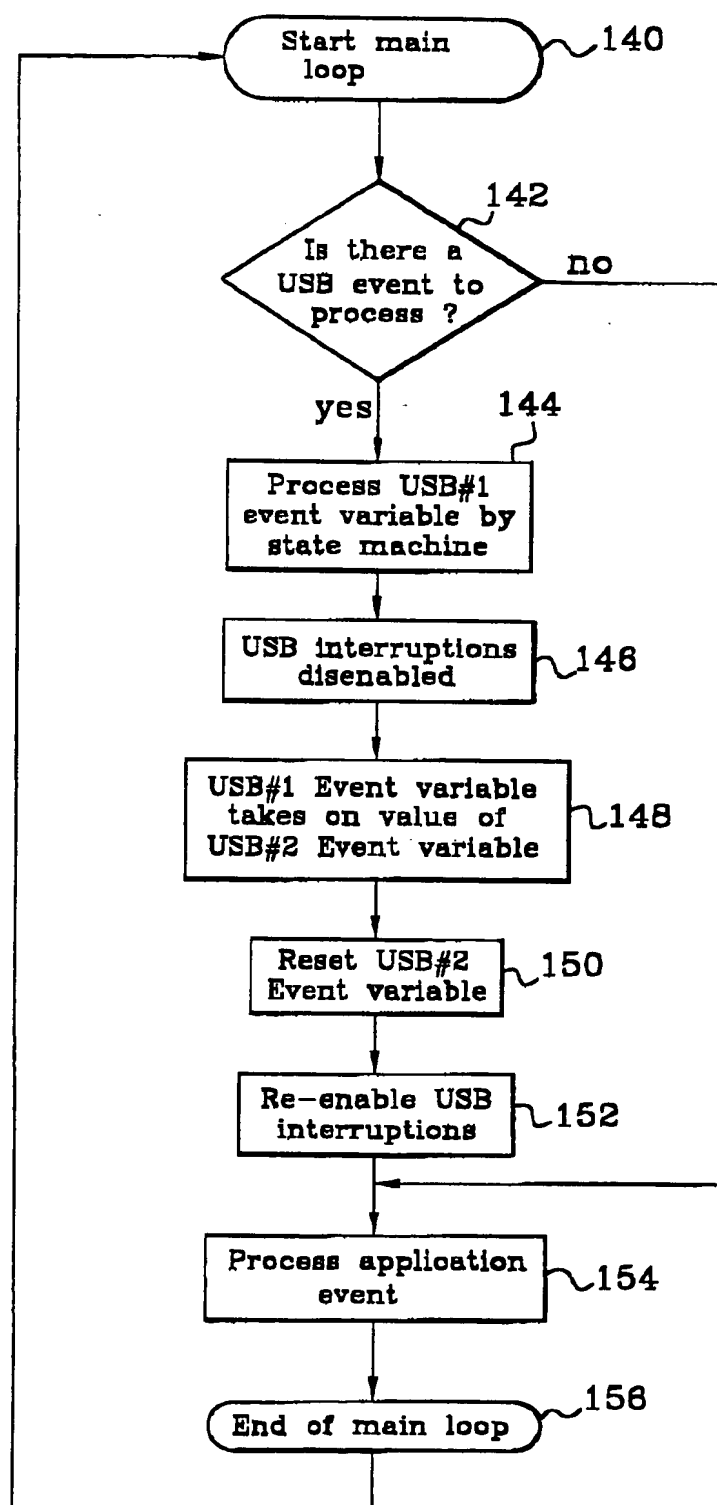 Start main
loop
140
142
Is there a
USB event to
process ?
no
yes
144
Process USB#1
event variable by
state machine
USB interruptions
disenabled
146
USB#1 Event variable
takes on value of
USB#2 Event variable
148
Reset USB#2
Event variable
150
Re-enable USB
interruptions
152
Process application
event
154
End of main loop
156